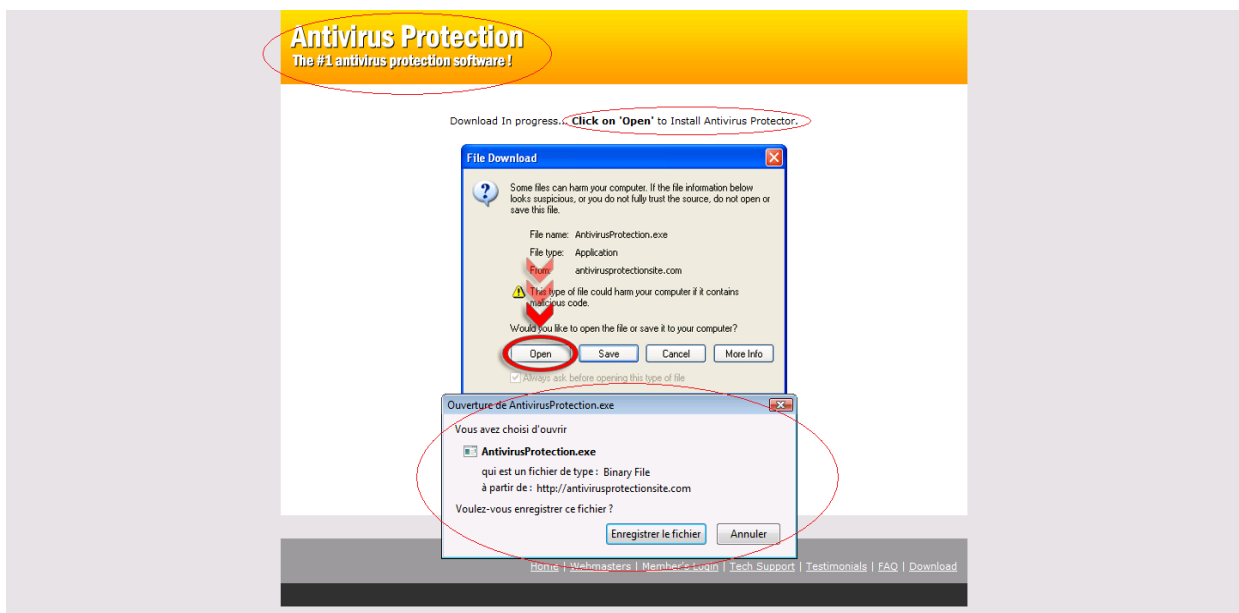 Antivirus Protection
The #1 antivirus protection software !
Download In progress... Click on 'Open' to Install Antivirus Protector.
File Download
Some files can harm your computer. If the file information below
looks suspicious, or you do not fully trust the source, do not open or
save this file.
File name: AntivirusProtection.exe
File type: Application
From: antivirusprotectionsite.com
This type of file could harm your computer if it contains
malicious code.
Would you like to open the file or save it to your computer?
Open Save Cancel More Info
Always ask before opening this type of file
Ouverture de AntivirusProtection.exe
Vous avez choisi d'ouvrir
AntivirusProtection.exe
qui est un fichier de type : Binary File
à partir de : http://antivirusprotectionsite.com
Voulez-vous enregistrer ce fichier ?
Enregistrer le fichier Annuler
Home | Webmasters | Member's Login | Tech Support | Testimonials | FAQ | Download